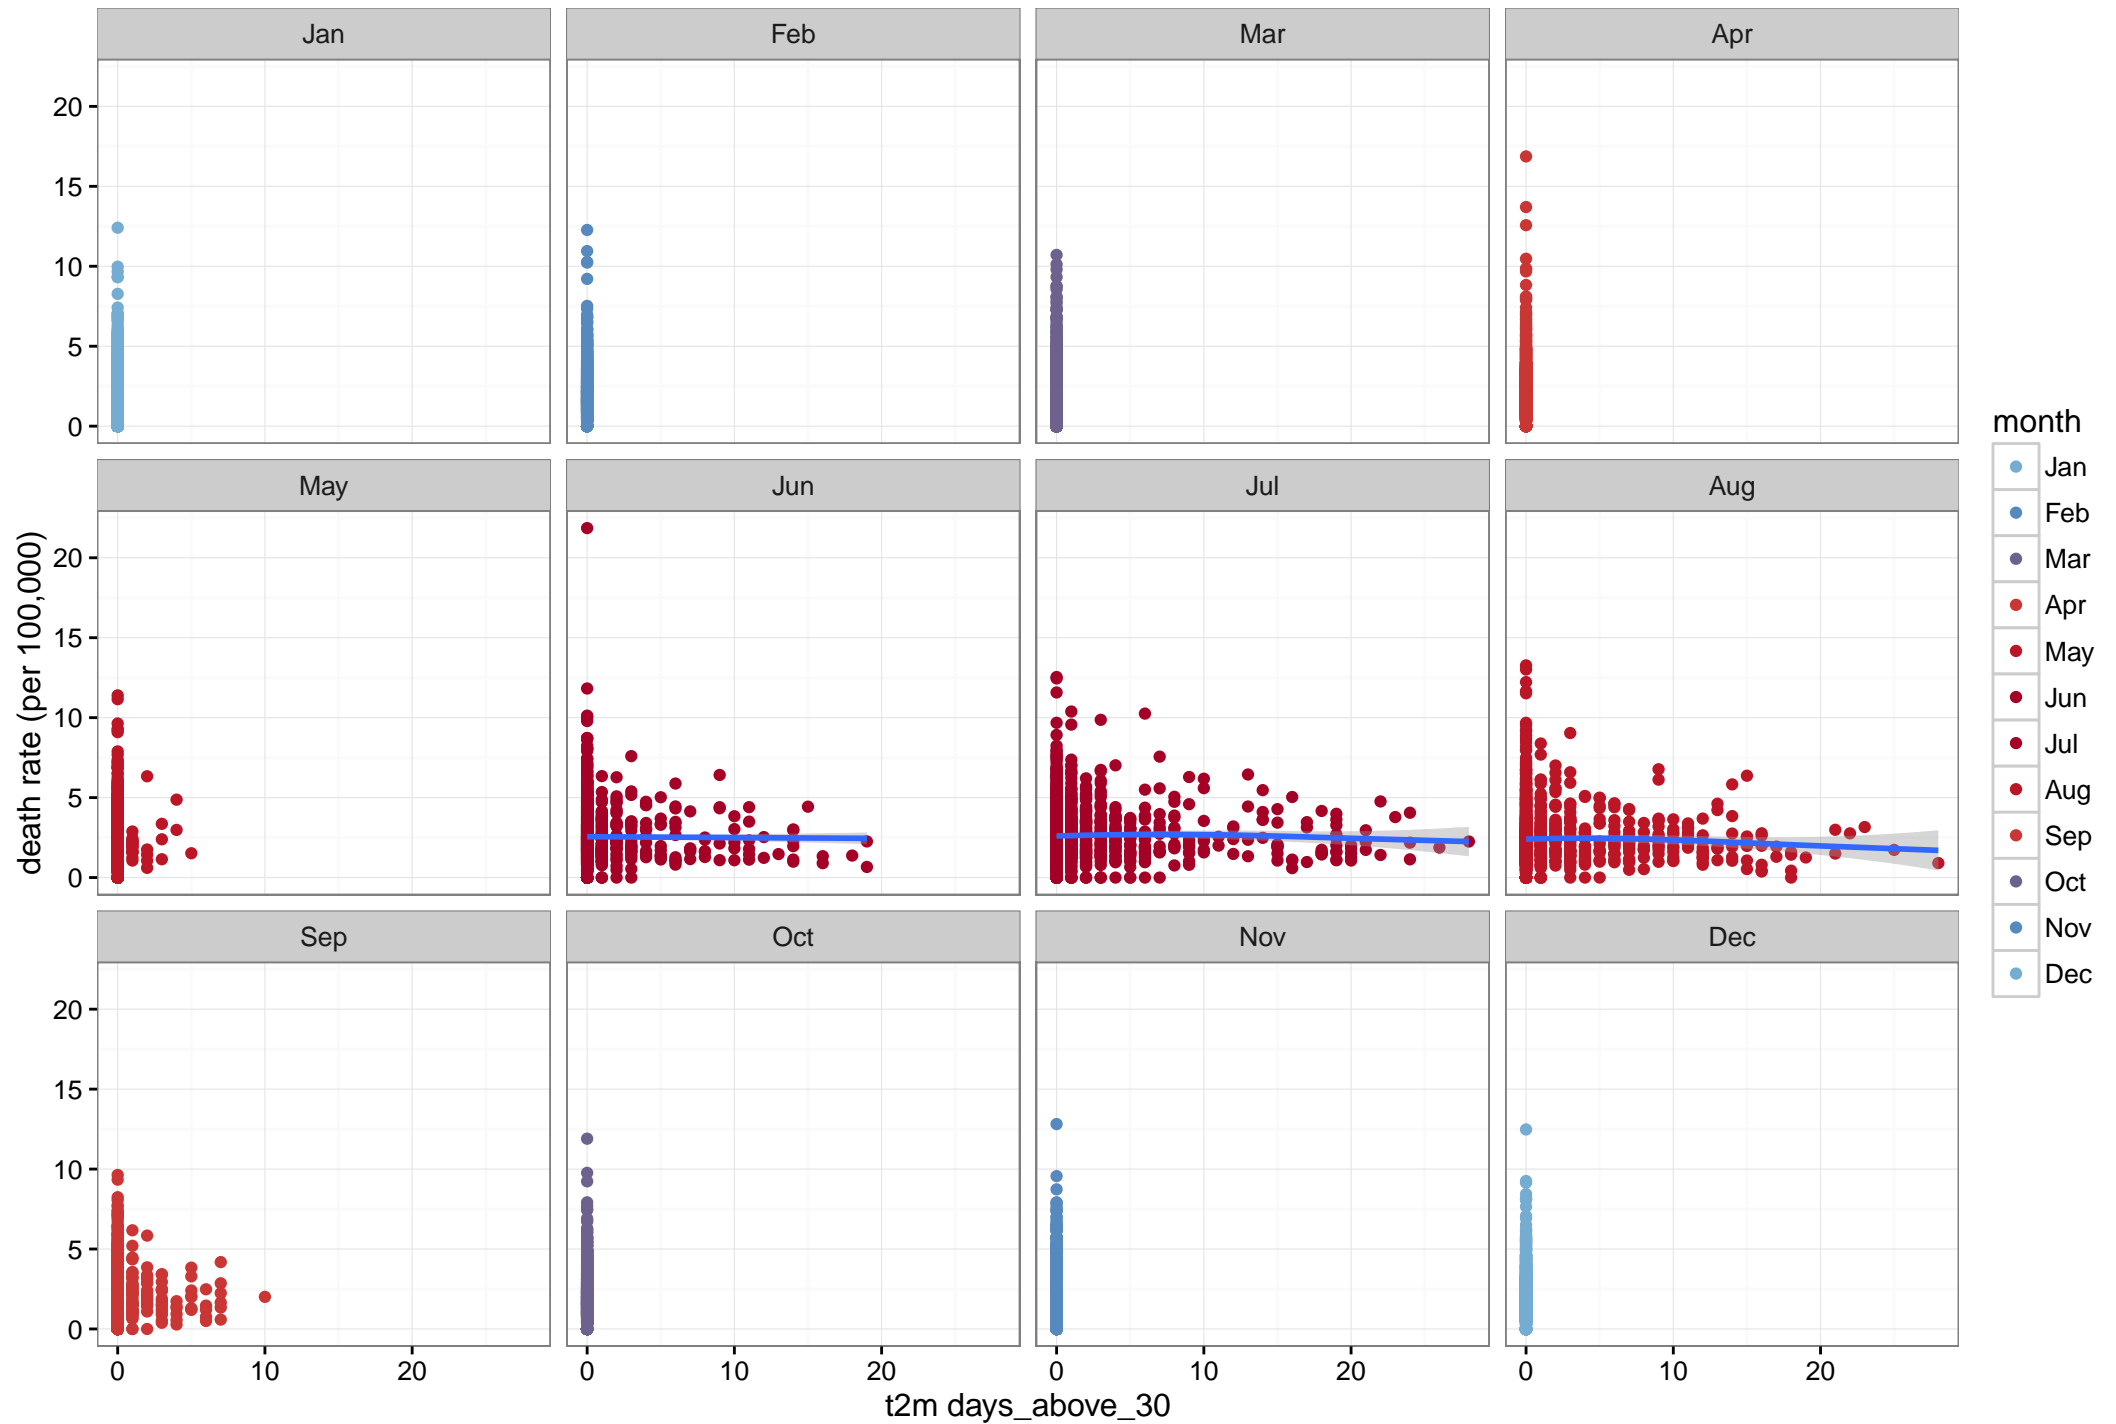 Jan Feb Mar Apr
20
15
10
5
0
May Jun Jul Aug
20
15
10
5
0
Sep Oct Nov Dec
20
15
10
5
0
0 10 20 0 10 20 0 10 20 0 10 20
t2m days_above_30
death rate (per 100,000)
month
Jan
Feb
Mar
Apr
May
Jun
Jul
Aug
Sep
Oct
Nov
Dec